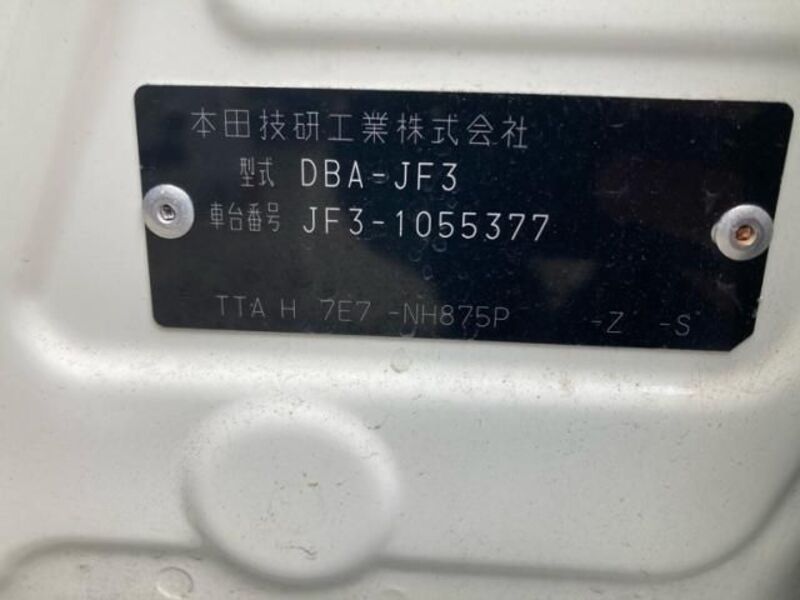 本田技研工業株式会社
型式 DBA-JF3
車台番号 JF3-1055377
TTA H 7E7 -NH875P -Z -S